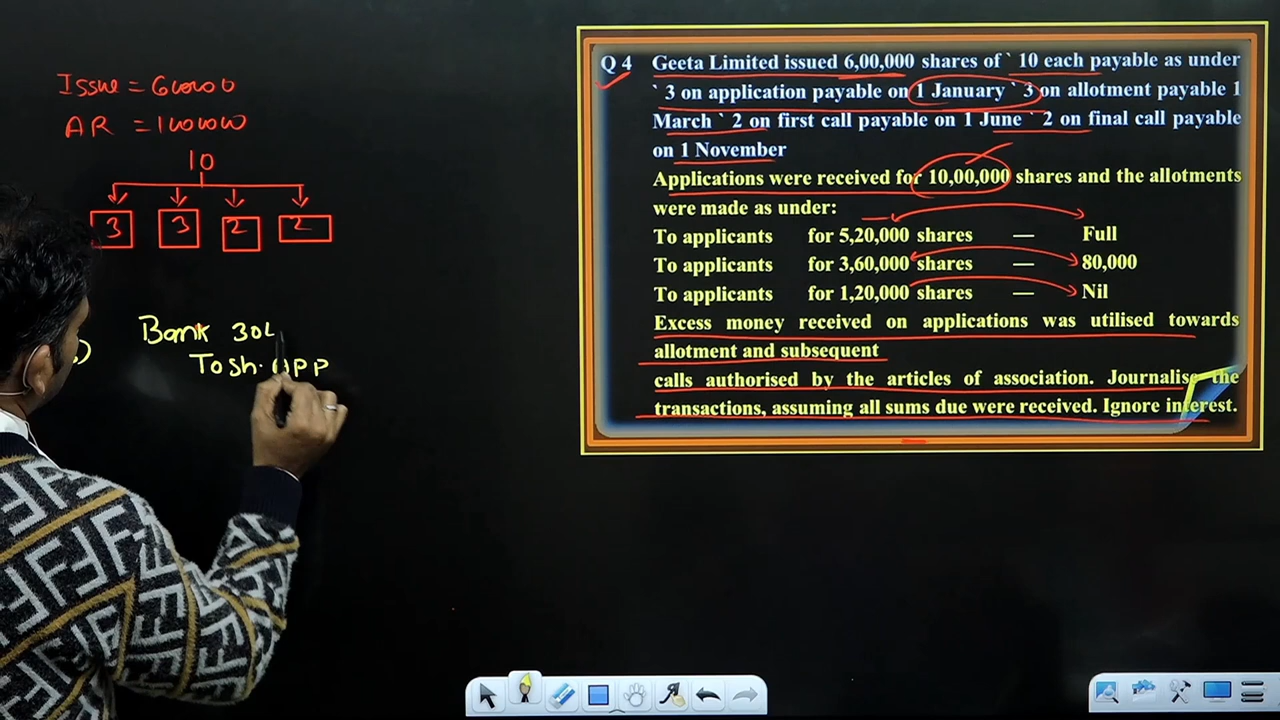 Issue = 600000
AR = 1000000
10
3 3 2 2
Bank 30L
To Sh. app
Q 4 Geeta Limited issued 6,00,000 shares of ` 10 each payable as under
` 3 on application payable on 1 January ` 3 on allotment payable 1
March ` 2 on first call payable on 1 June ` 2 on final call payable
on 1 November
Applications were received for 10,00,000 shares and the allotments
were made as under:
To applicants for 5,20,000 shares — Full
To applicants for 3,60,000 shares — 80,000
To applicants for 1,20,000 shares — Nil
Excess money received on applications was utilised towards
allotment and subsequent
calls authorised by the articles of association. Journalise the
transactions, assuming all sums due were received. Ignore interest.